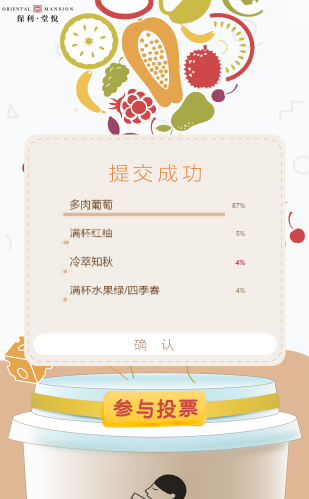 ORIENTAL MANSION
保利·堂悦
提交成功
多肉葡萄 87%
满杯红柚 5%
冷萃知秋 4%
满杯水果绿/四季春 4%
确 认
参与投票